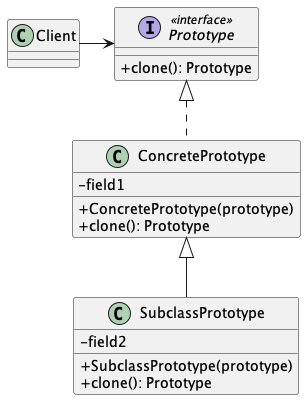 C Client
I «interface»
Prototype
+clone(): Prototype
C ConcretePrototype
-field1
+ConcretePrototype(prototype)
+clone(): Prototype
C SubclassPrototype
-field2
+SubclassPrototype(prototype)
+clone(): Prototype